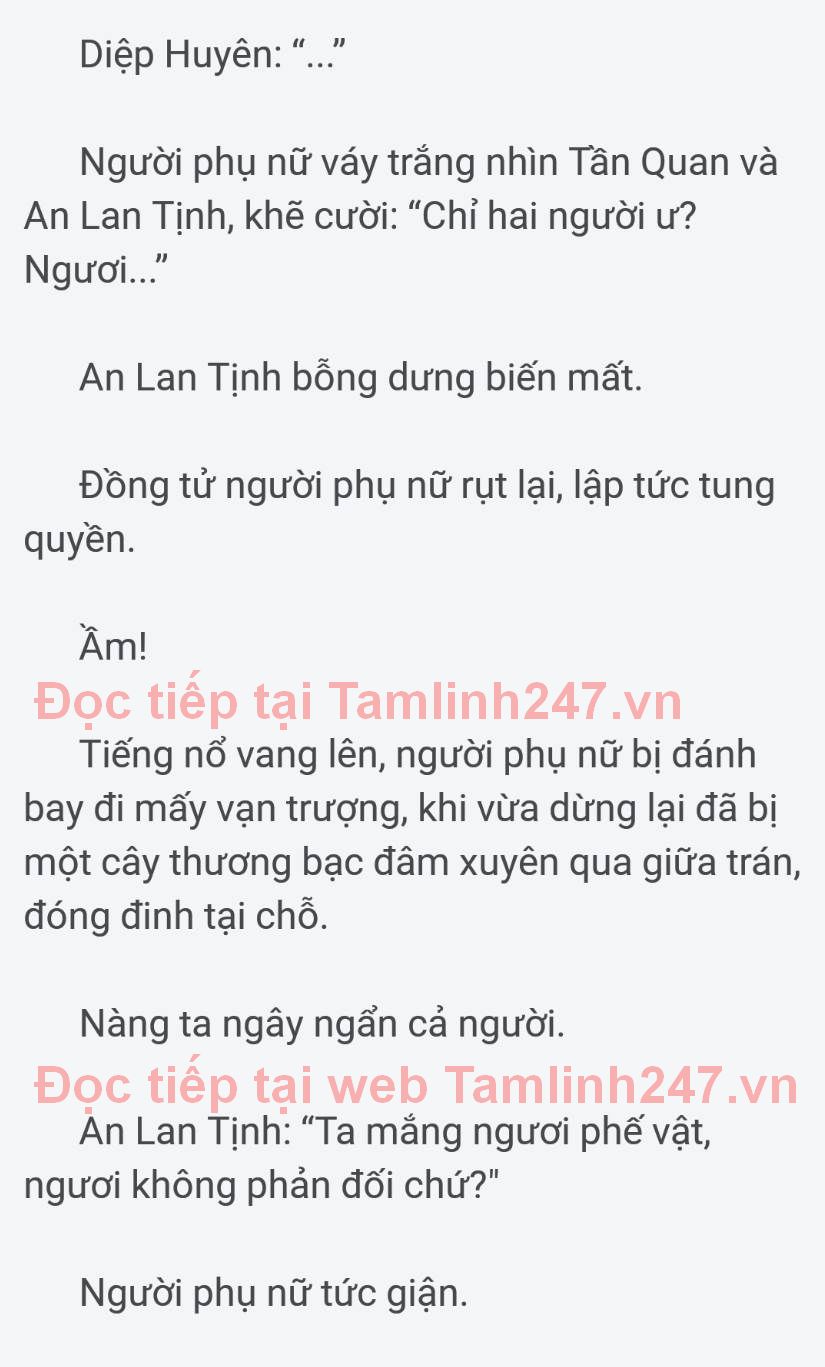 Diệp Huyên: “...”
Người phụ nữ váy trắng nhìn Tần Quan và
An Lan Tịnh, khẽ cười: “Chỉ hai người ư?
Ngươi...”
An Lan Tịnh bỗng dưng biến mất.
Đồng tử người phụ nữ rụt lại, lập tức tung
quyền.
Ầm!
Đọc tiếp tại Tamlinh247.vn
Tiếng nổ vang lên, người phụ nữ bị đánh
bay đi mấy vạn trượng, khi vừa dừng lại đã bị
một cây thương bạc đâm xuyên qua giữa trán,
đóng đinh tại chỗ.
Nàng ta ngây ngẩn cả người.
Đọc tiếp tại web Tamlinh247.vn
An Lan Tịnh: “Ta mắng ngươi phế vật,
ngươi không phản đối chứ?"
Người phụ nữ tức giận.